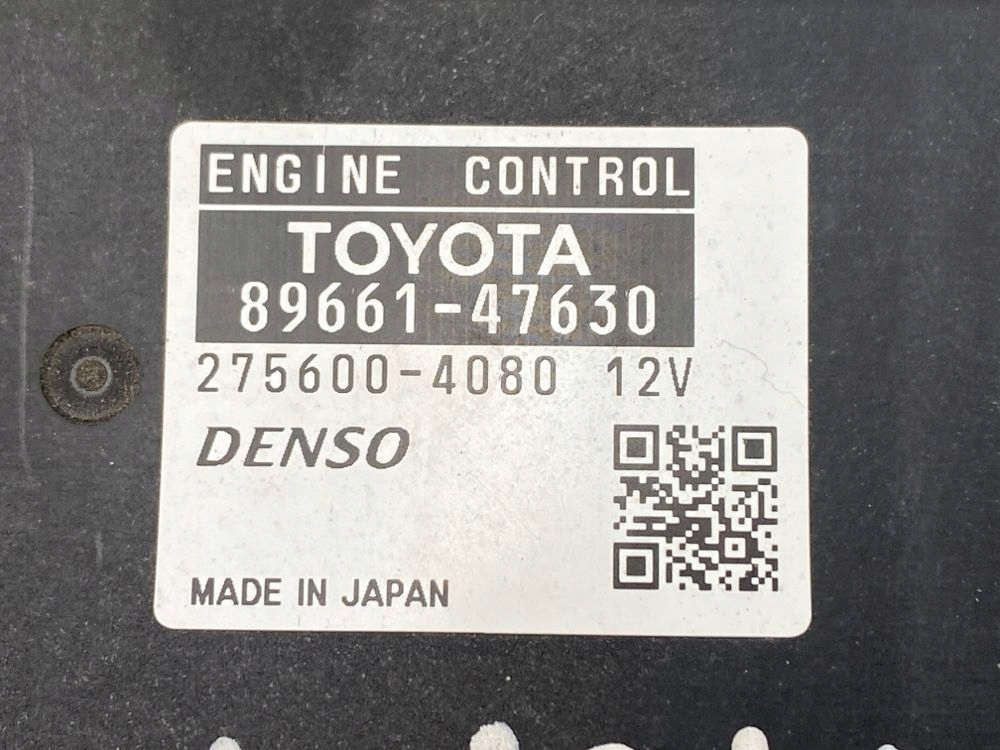 ENGINE CONTROL
TOYOTA
89661-47630
275600-4080 12V
DENSO
MADE IN JAPAN